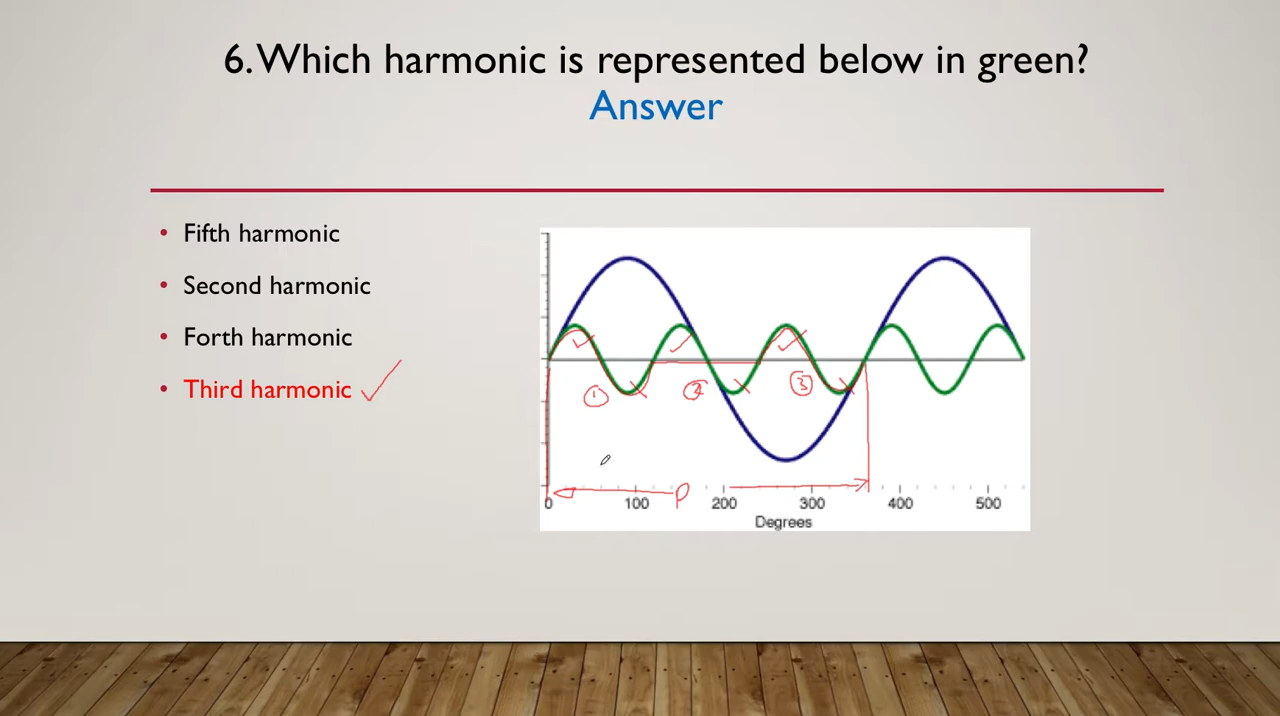 6. Which harmonic is represented below in green?
Answer
• Fifth harmonic
• Second harmonic
• Forth harmonic
• Third harmonic
1 2 3
P
0 100 200 300 400 500
Degrees